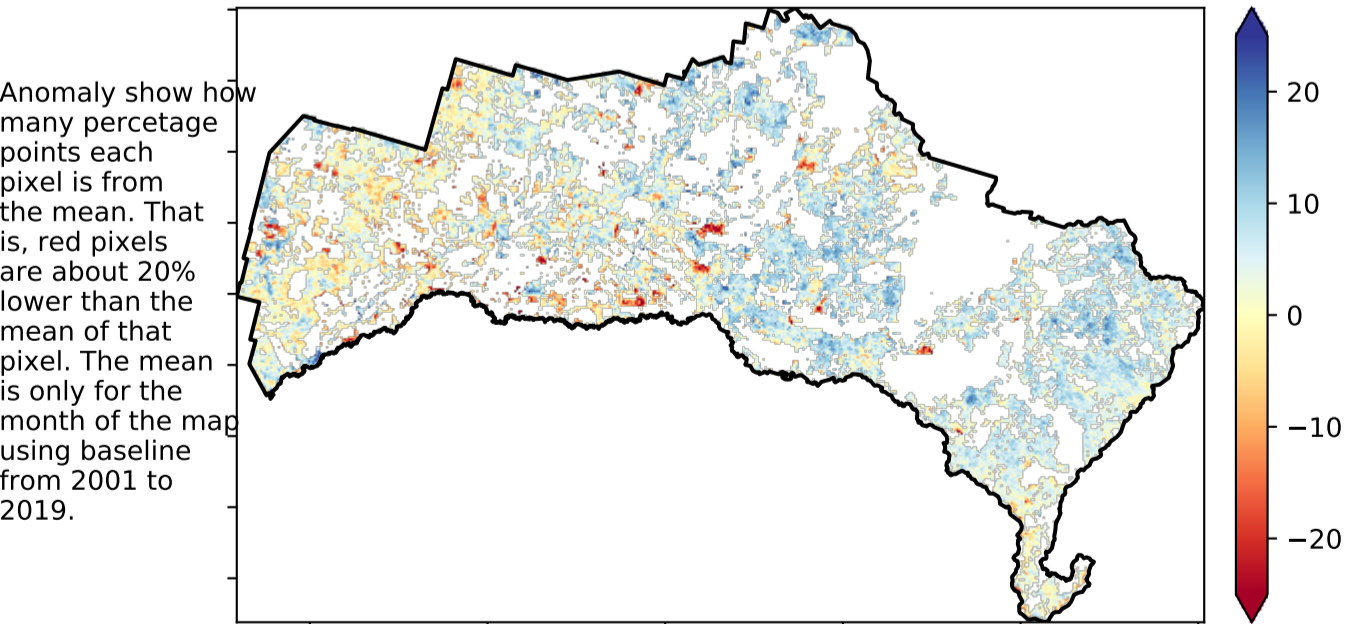 Anomaly show how
many percetage
points each
pixel is from
the mean. That
is, red pixels
are about 20%
lower than the
mean of that
pixel. The mean
is only for the
month of the map
using baseline
from 2001 to
2019.
20
10
0
−10
−20